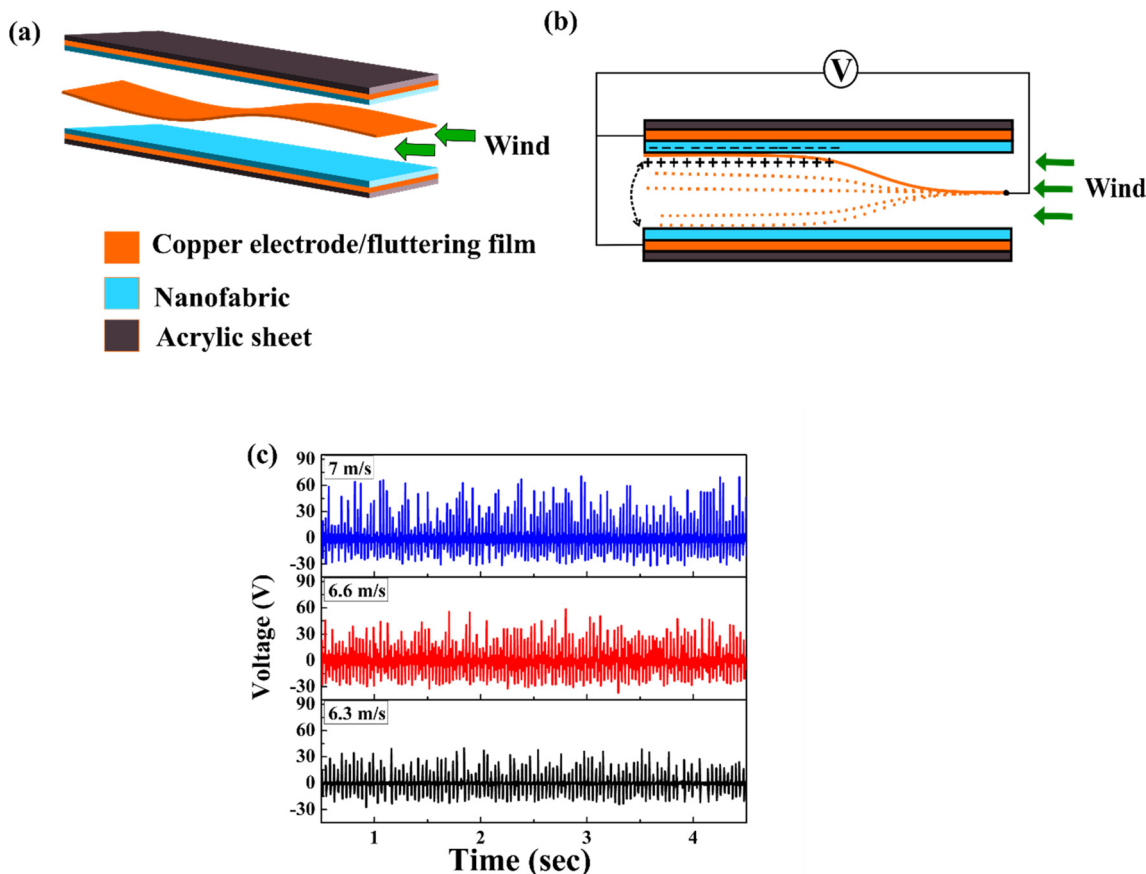 (a)
Wind
Copper electrode/fluttering film
Nanofabric
Acrylic sheet
(b)
V
– – – – – – – – – – – – – – –
+ + + + + + + + + + + + + +
Wind
(c)
90
7 m/s
60
30
0
-30
90
6.6 m/s
60
30
0
-30
90
6.3 m/s
60
30
0
-30
Voltage (V)
1 2 3 4
Time (sec)